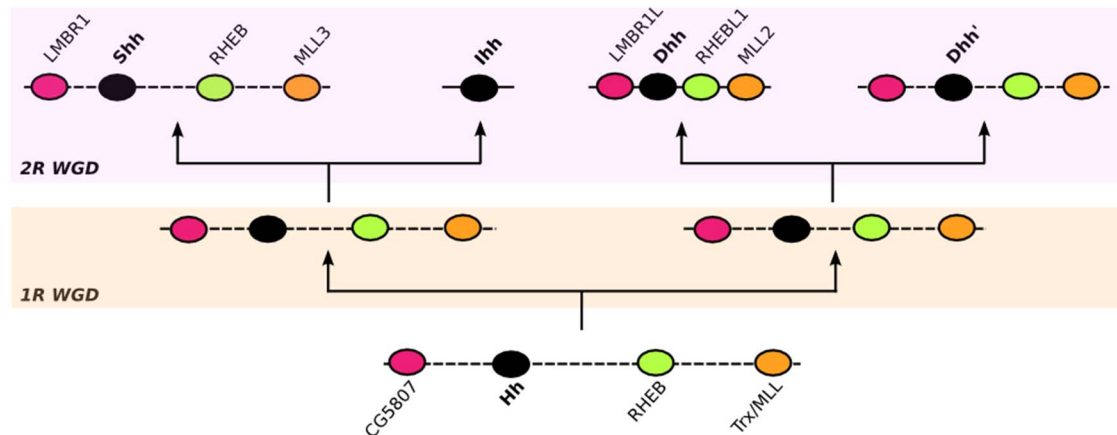 LMBR1
Shh
RHEB
MLL3
Ihh
LMBR1L
Dhh
RHEBL1
MLL2
Dhh'
2R WGD
1R WGD
CG5807
Hh
RHEB
Trx/MLL